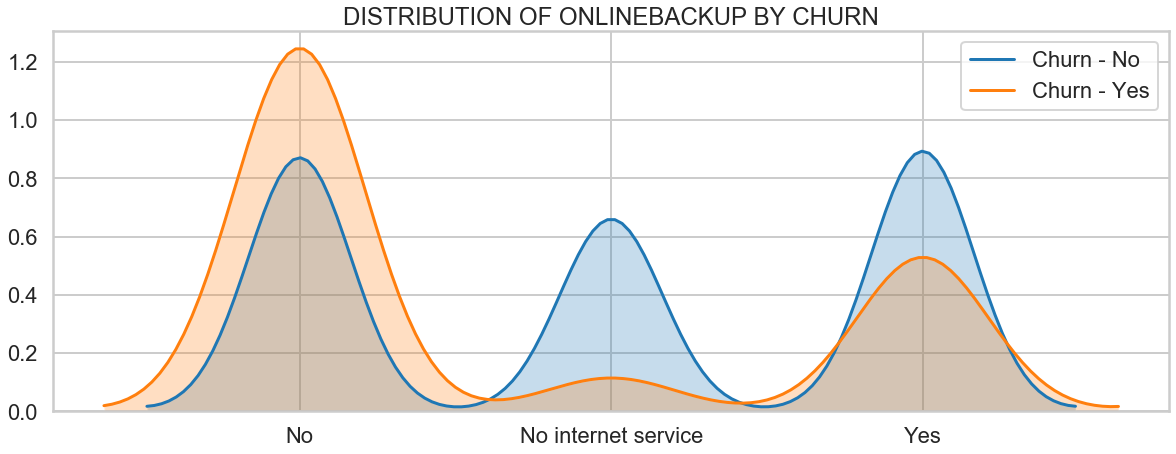 DISTRIBUTION OF ONLINEBACKUP BY CHURN
Churn - No
Churn - Yes
1.2
1.0
0.8
0.6
0.4
0.2
0.0
No No internet service Yes